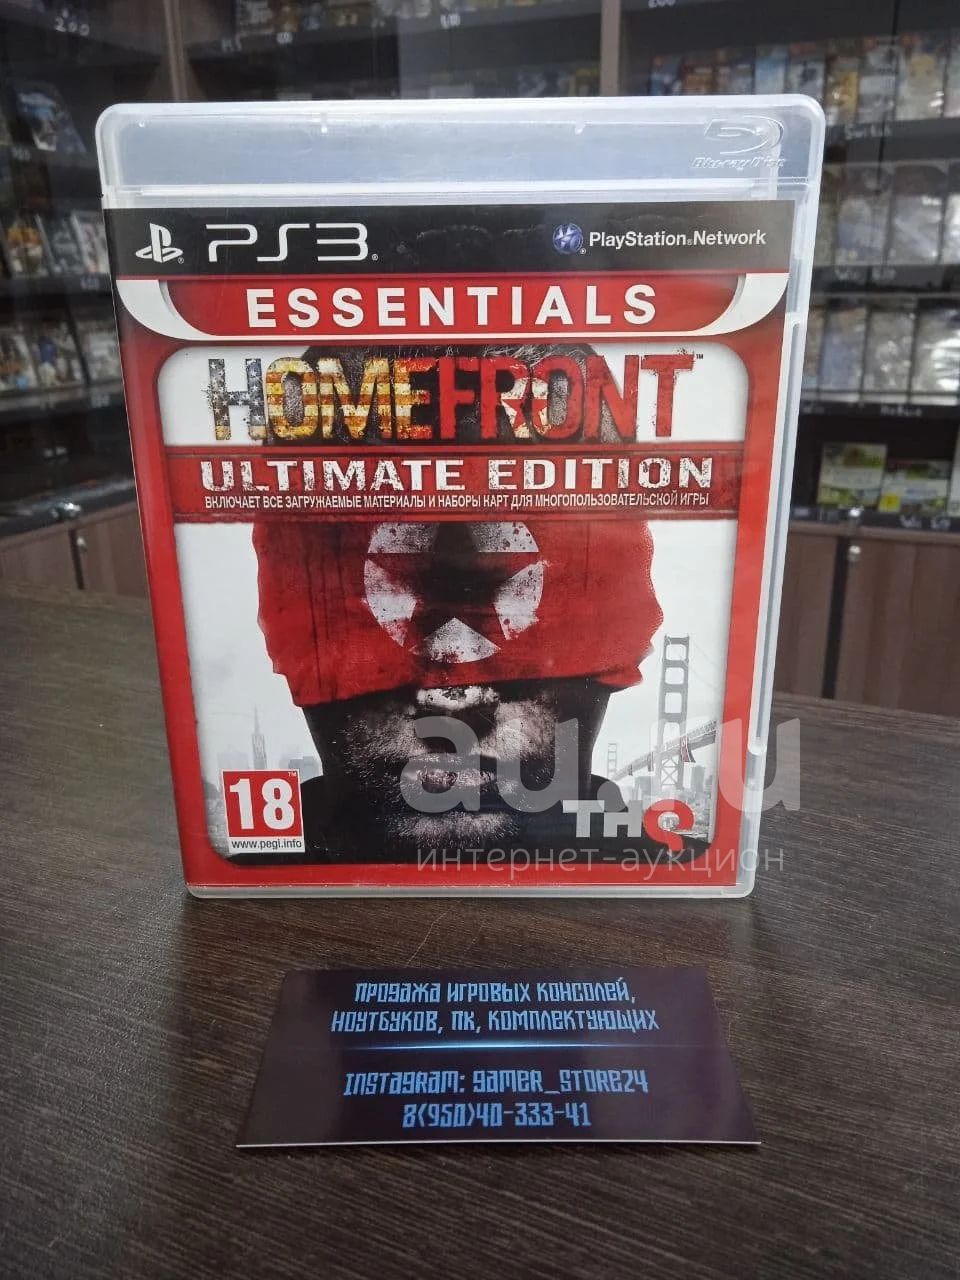 Blu-ray Disc
PS3
PlayStation®Network
ESSENTIALS
HOMEFRONT™
ULTIMATE EDITION
ВКЛЮЧАЕТ ВСЕ ЗАГРУЖАЕМЫЕ МАТЕРИАЛЫ И НАБОРЫ КАРТ ДЛЯ МНОГОПОЛЬЗОВАТЕЛЬСКОЙ ИГРЫ
au.ru
интернет-аукцион
18
www.pegi.info
THQ
ПРОДАЖА ИГРОВЫХ КОНСОЛЕЙ,
НОУТБУКОВ, ПК, КОМПЛЕКТУЮЩИХ
INSTAGRAM: GAMER_STORE24
8(950)40-333-41